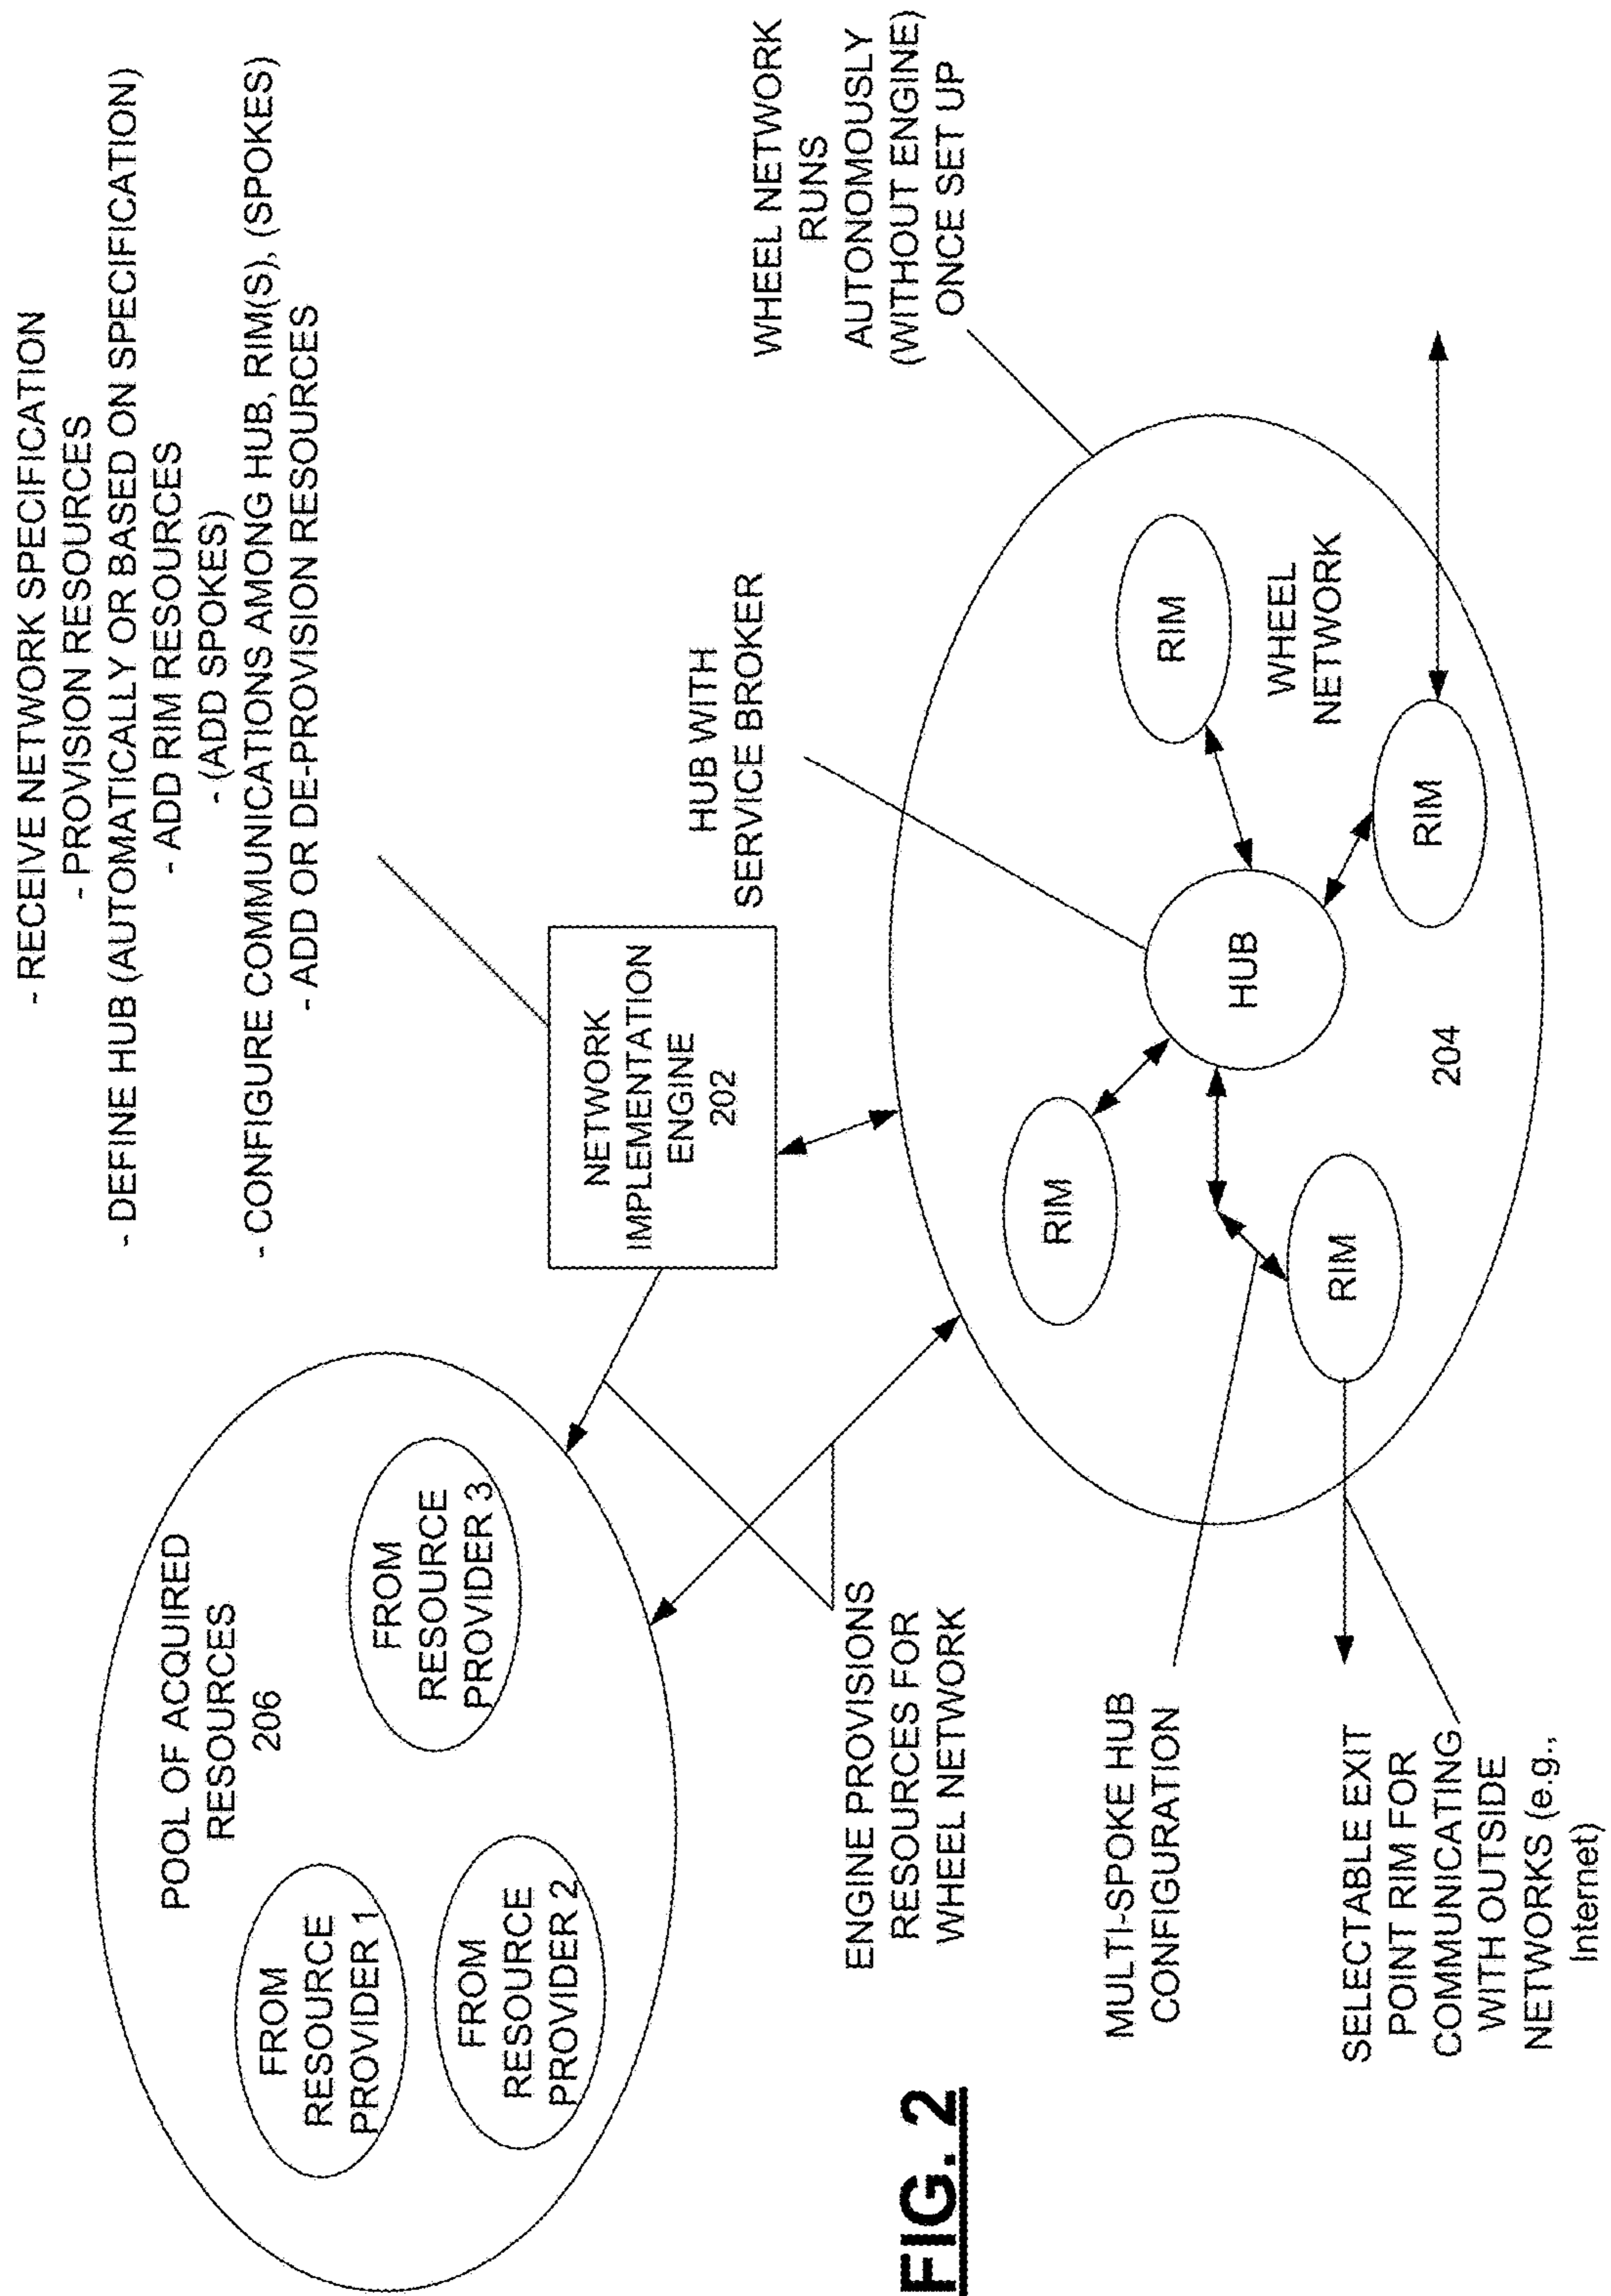 - RECEIVE NETWORK SPECIFICATION
- PROVISION RESOURCES
- DEFINE HUB (AUTOMATICALLY OR BASED ON SPECIFICATION)
- ADD RIM RESOURCES
- (ADD SPOKES)
- CONFIGURE COMMUNICATIONS AMONG HUB, RIM(S), (SPOKES)
- ADD OR DE-PROVISION RESOURCES
POOL OF ACQUIRED
RESOURCES
206
FROM
RESOURCE
PROVIDER 1
FROM
RESOURCE
PROVIDER 2
FROM
RESOURCE
PROVIDER 3
NETWORK
IMPLEMENTATION
ENGINE
202
HUB WITH
SERVICE BROKER
WHEEL NETWORK
RUNS
AUTONOMOUSLY
(WITHOUT ENGINE)
ONCE SET UP
ENGINE PROVISIONS
RESOURCES FOR
WHEEL NETWORK
RIM
RIM
HUB
RIM
RIM
WHEEL
NETWORK
204
MULTI-SPOKE HUB
CONFIGURATION
SELECTABLE EXIT
POINT RIM FOR
COMMUNICATING
WITH OUTSIDE
NETWORKS (e.g.,
Internet)
FIG. 2